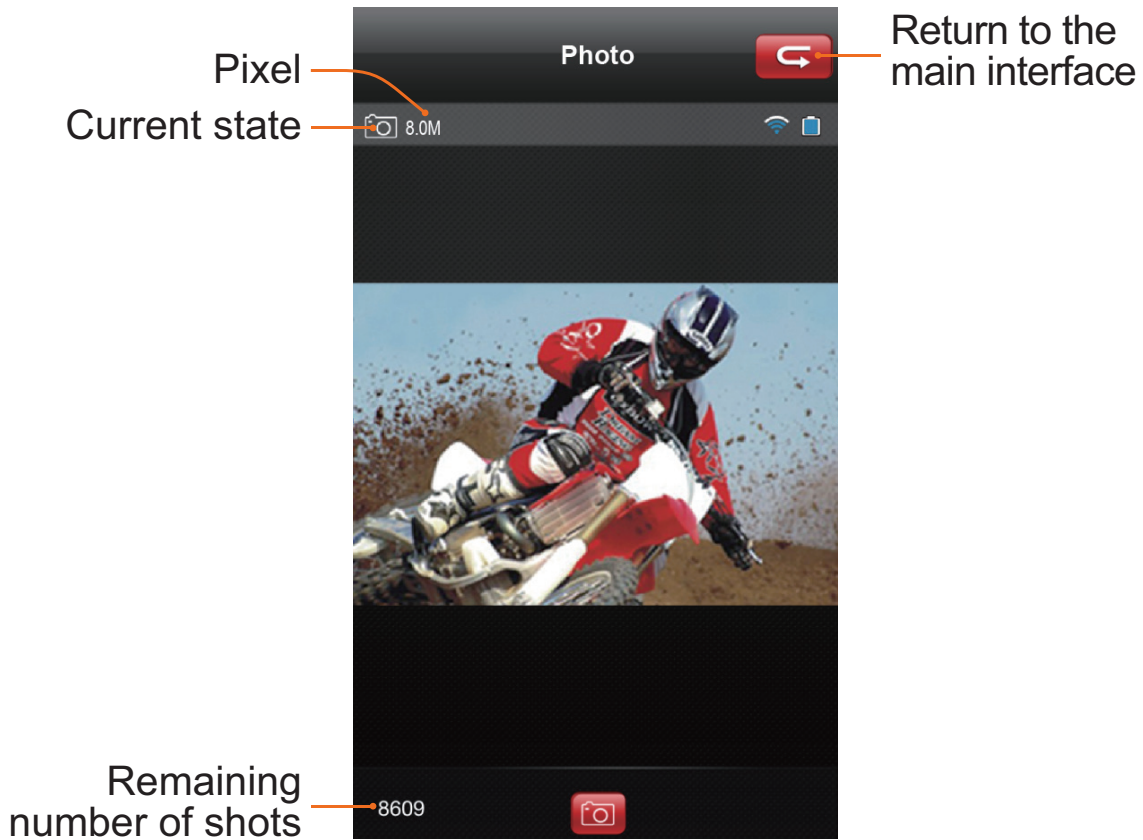 Photo
Return to the
main interface
Pixel
Current state
8.0M
Remaining
number of shots
8609